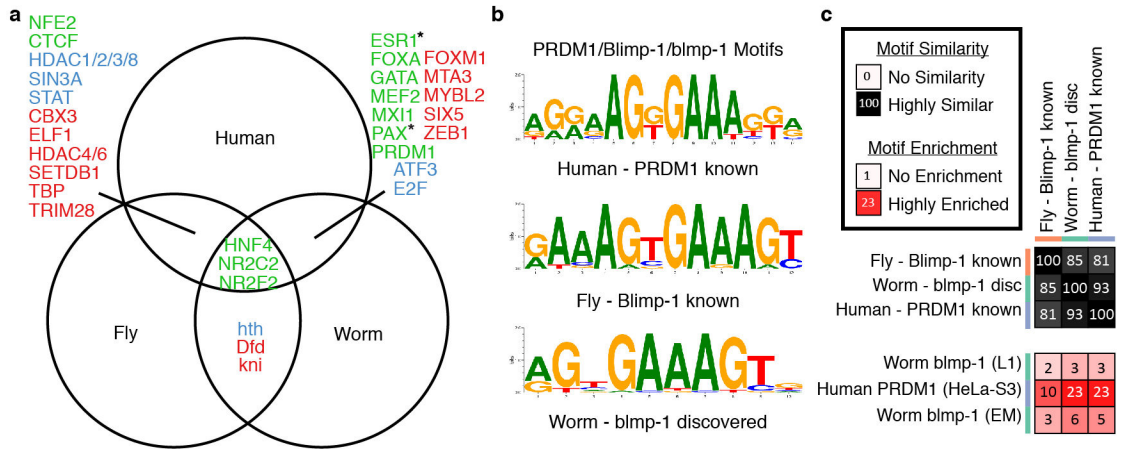 a
NFE2
CTCF
HDAC1/2/3/8
SIN3A
STAT
CBX3
ELF1
HDAC4/6
SETDB1
TBP
TRIM28
ESR1*
FOXA FOXM1
GATA MTA3
MEF2 MYBL2
MXI1 SIX5
PAX* ZEB1
PRDM1
ATF3
E2F
Human
HNF4
NR2C2
NR2F2
Fly
hth
Dfd
kni
Worm
b
PRDM1/Blimp-1/blmp-1 Motifs
Human - PRDM1 known
Fly - Blimp-1 known
Worm - blmp-1 discovered
c
Motif Similarity
0 No Similarity
100 Highly Similar
Motif Enrichment
1 No Enrichment
23 Highly Enriched
Fly - Blimp-1 known
Worm - blmp-1 disc
Human - PRDM1 known
Fly - Blimp-1 known 100 85 81
Worm - blmp-1 disc 85 100 93
Human - PRDM1 known 81 93 100
Worm blmp-1 (L1) 2 3 3
Human PRDM1 (HeLa-S3) 10 23 23
Worm blmp-1 (EM) 3 6 5